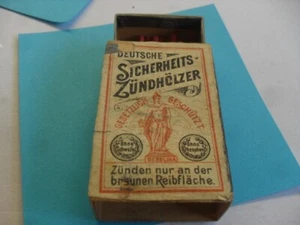 DEUTSCHE
SICHERHEITS-
ZÜNDHÖLZER
GESETZLICH GESCHÜTZT
Zünden nur an der
braunen Reibfläche.